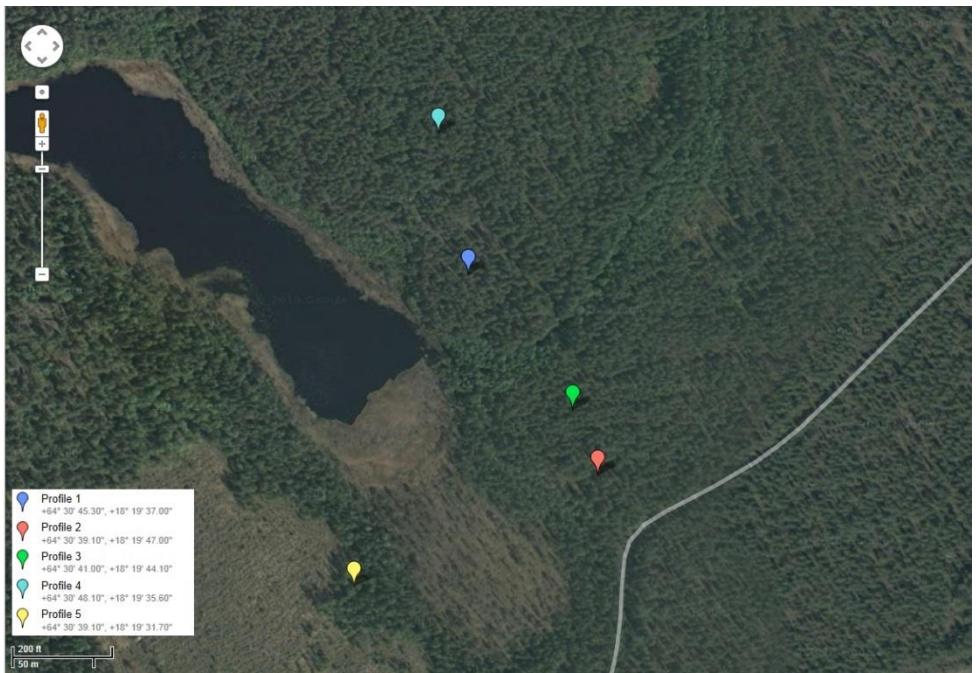 © 2013 Google
Profile 1
+64° 30' 45.30", +18° 19' 37.00"
Profile 2
+64° 30' 39.10", +18° 19' 47.00"
Profile 3
+64° 30' 41.00", +18° 19' 44.10"
Profile 4
+64° 30' 48.10", +18° 19' 35.60"
Profile 5
+64° 30' 39.10", +18° 19' 31.70"
200 ft
50 m